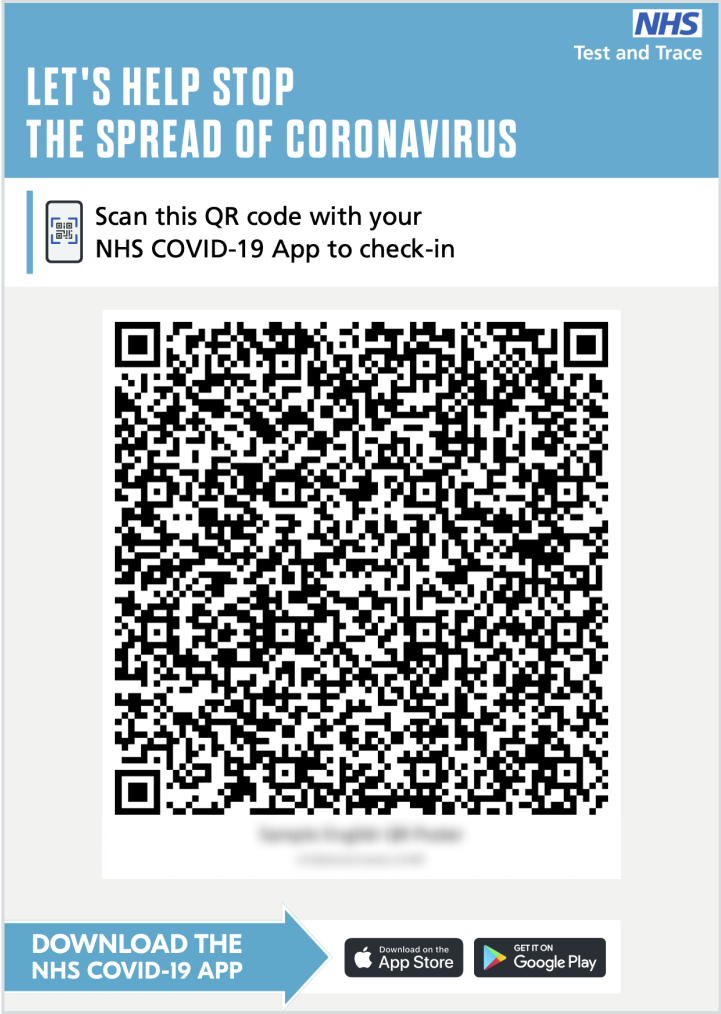 NHS
Test and Trace
LET'S HELP STOP
THE SPREAD OF CORONAVIRUS
Scan this QR code with your
NHS COVID-19 App to check-in
DOWNLOAD THE
NHS COVID-19 APP
Download on the
App Store
GET IT ON
Google Play